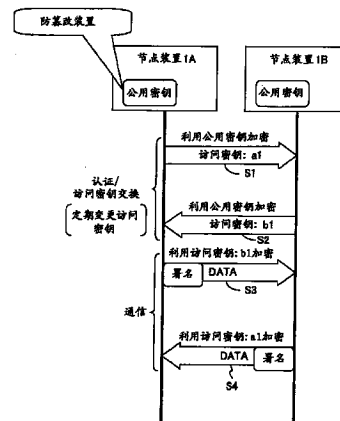 防篡改装置
节点装置1A
公用密钥
节点装置1B
公用密钥
利用公用密钥加密
访问密钥: a1
S1
认证/
访问密钥交换
定期变更访问
密钥
利用公用密钥加密
访问密钥: b1
S2
利用访问密钥:b1加密
署名 DATA
S3
通信
利用访问密钥:a1加密
DATA 署名
S4